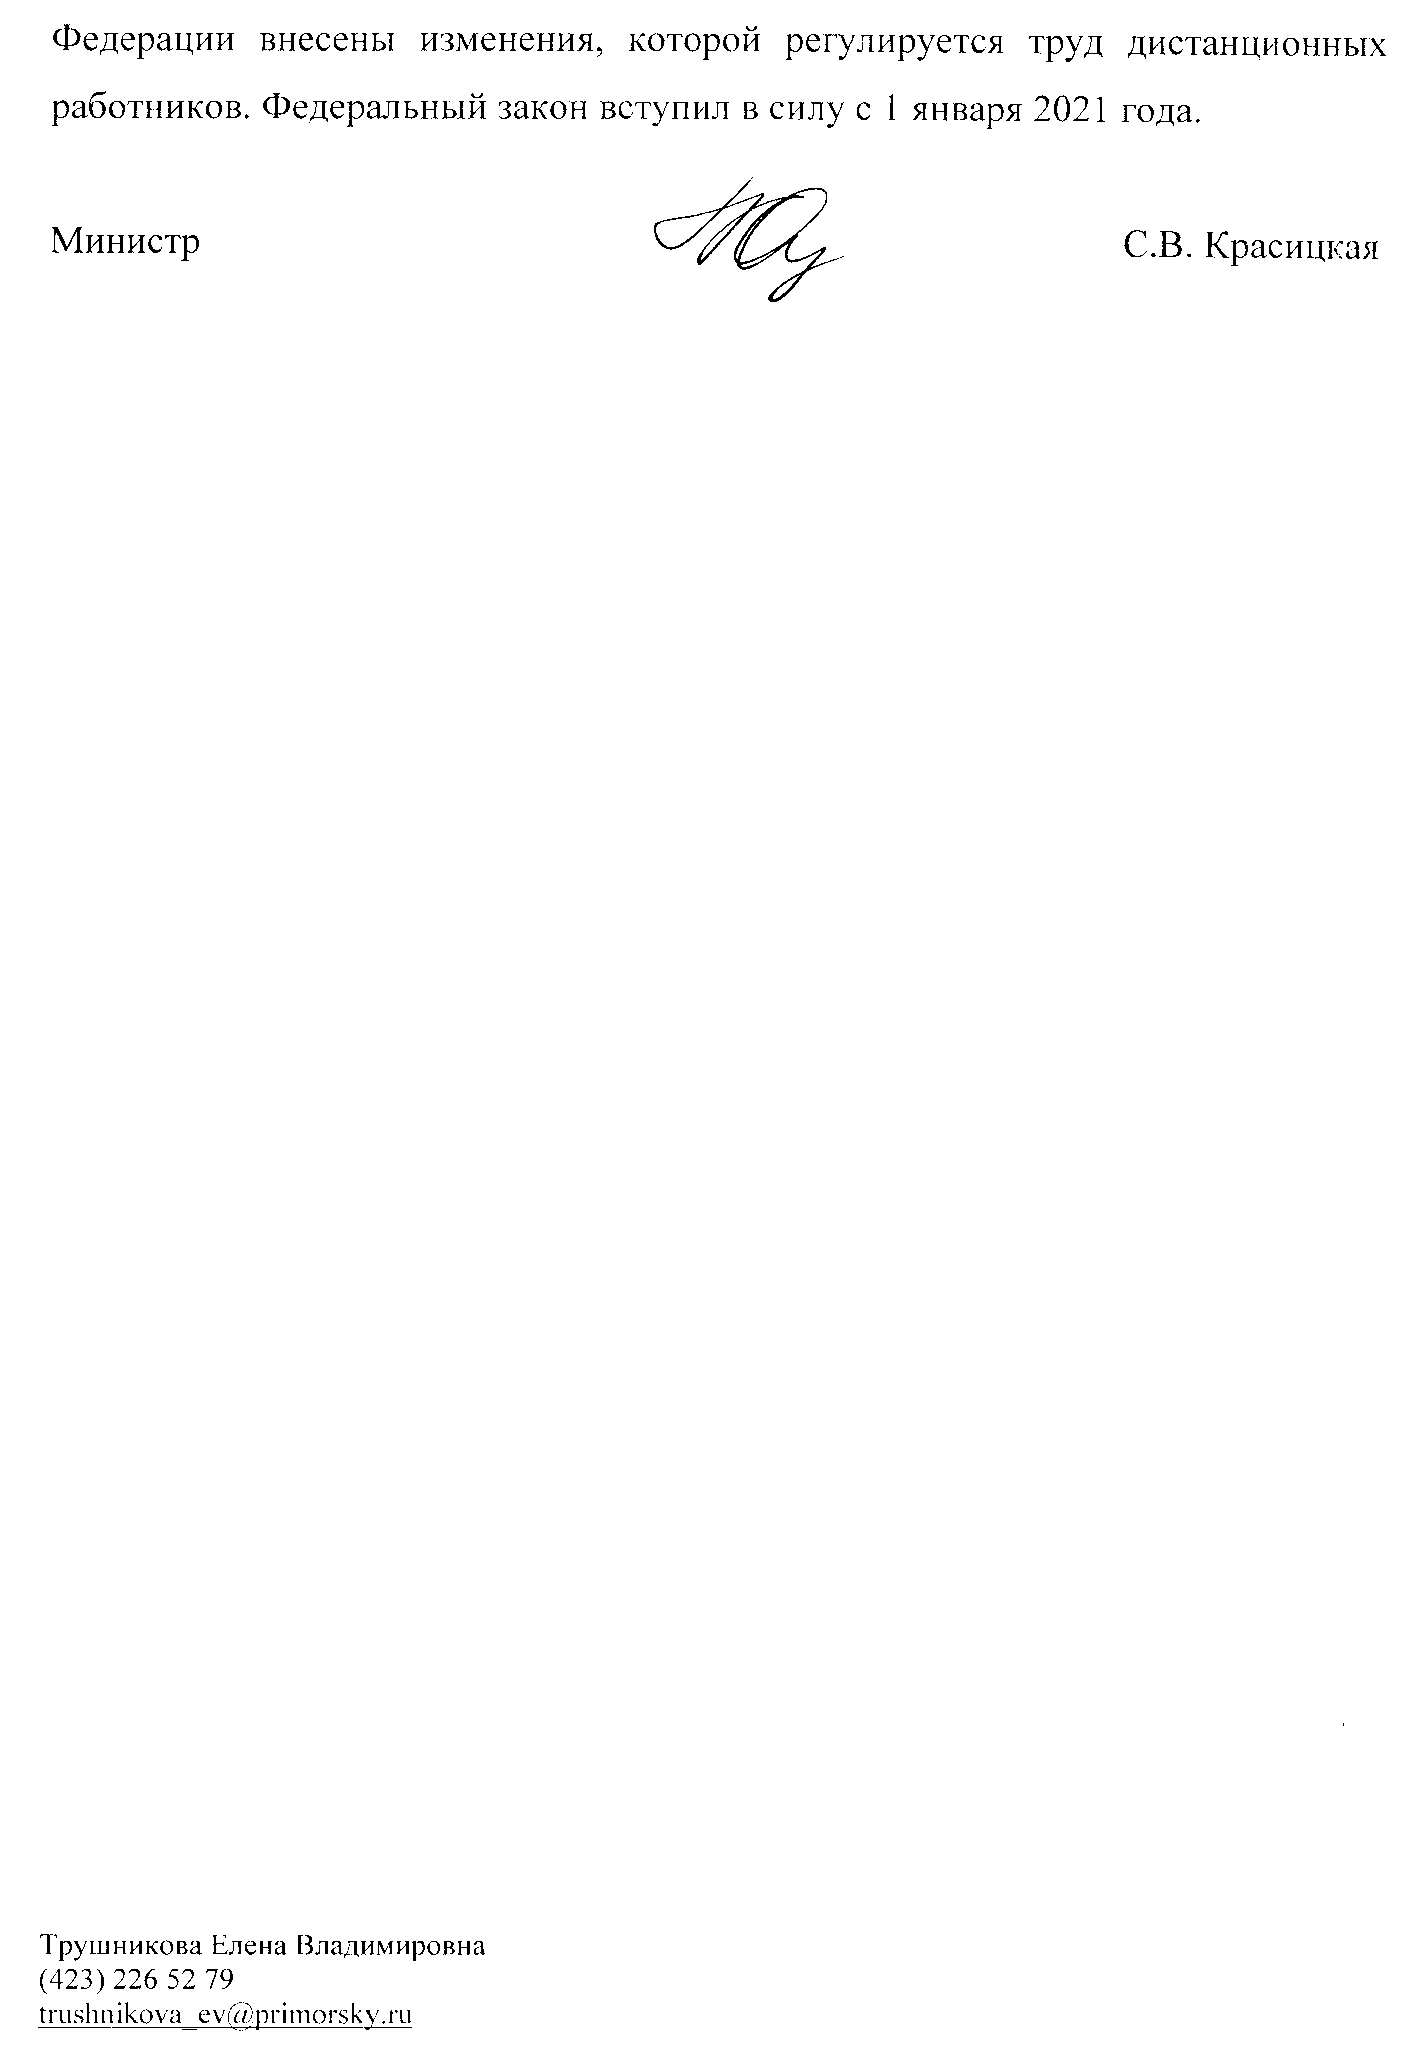 Федерации внесены изменения, которой регулируется труд дистанционных
работников. Федеральный закон вступил в силу с 1 января 2021 года.
Министр С.В. Красицкая
Трушникова Елена Владимировна
(423) 226 52 79
trushnikova_ev@primorsky.ru